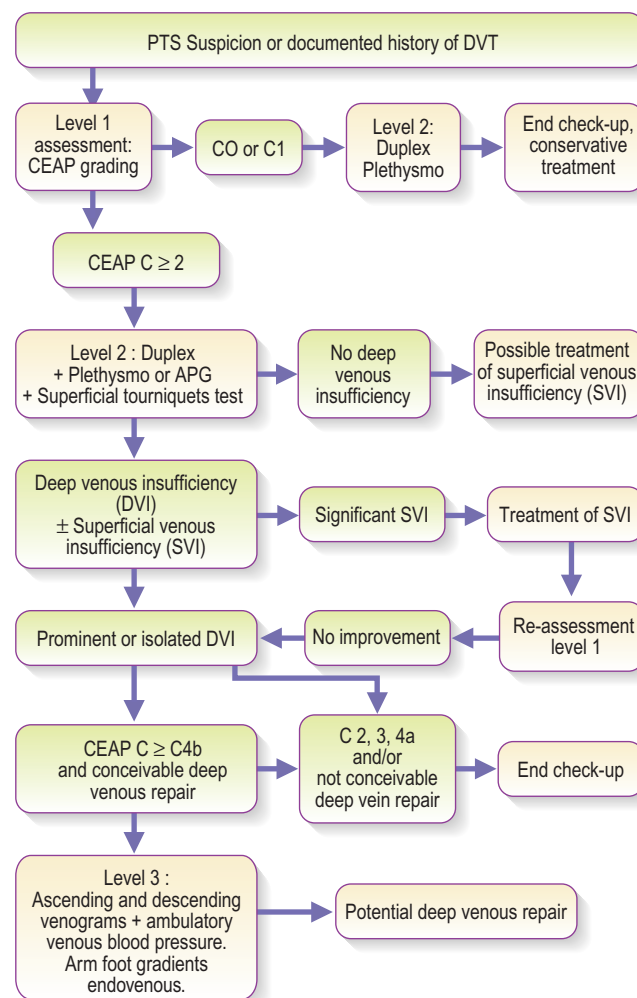 PTS Suspicion or documented history of DVT
Level 1
assessment:
CEAP grading
CO or C1
Level 2:
Duplex
Plethysmo
End check-up,
conservative
treatment
CEAP C ≥ 2
Level 2 : Duplex
+ Plethysmo or APG
+ Superficial tourniquets test
No deep
venous
insufficiency
Possible treatment
of superficial venous
insufficiency (SVI)
Deep venous insufficiency
(DVI)
± Superficial venous
insufficiency (SVI)
Significant SVI
Treatment of SVI
Prominent or isolated DVI
No improvement
Re-assessment
level 1
CEAP C ≥ C4b
and conceivable deep
venous repair
C 2, 3, 4a
and/or
not conceivable
deep vein repair
End check-up
Level 3 :
Ascending and descending
venograms + ambulatory
venous blood pressure.
Arm foot gradients
endovenous.
Potential deep venous repair